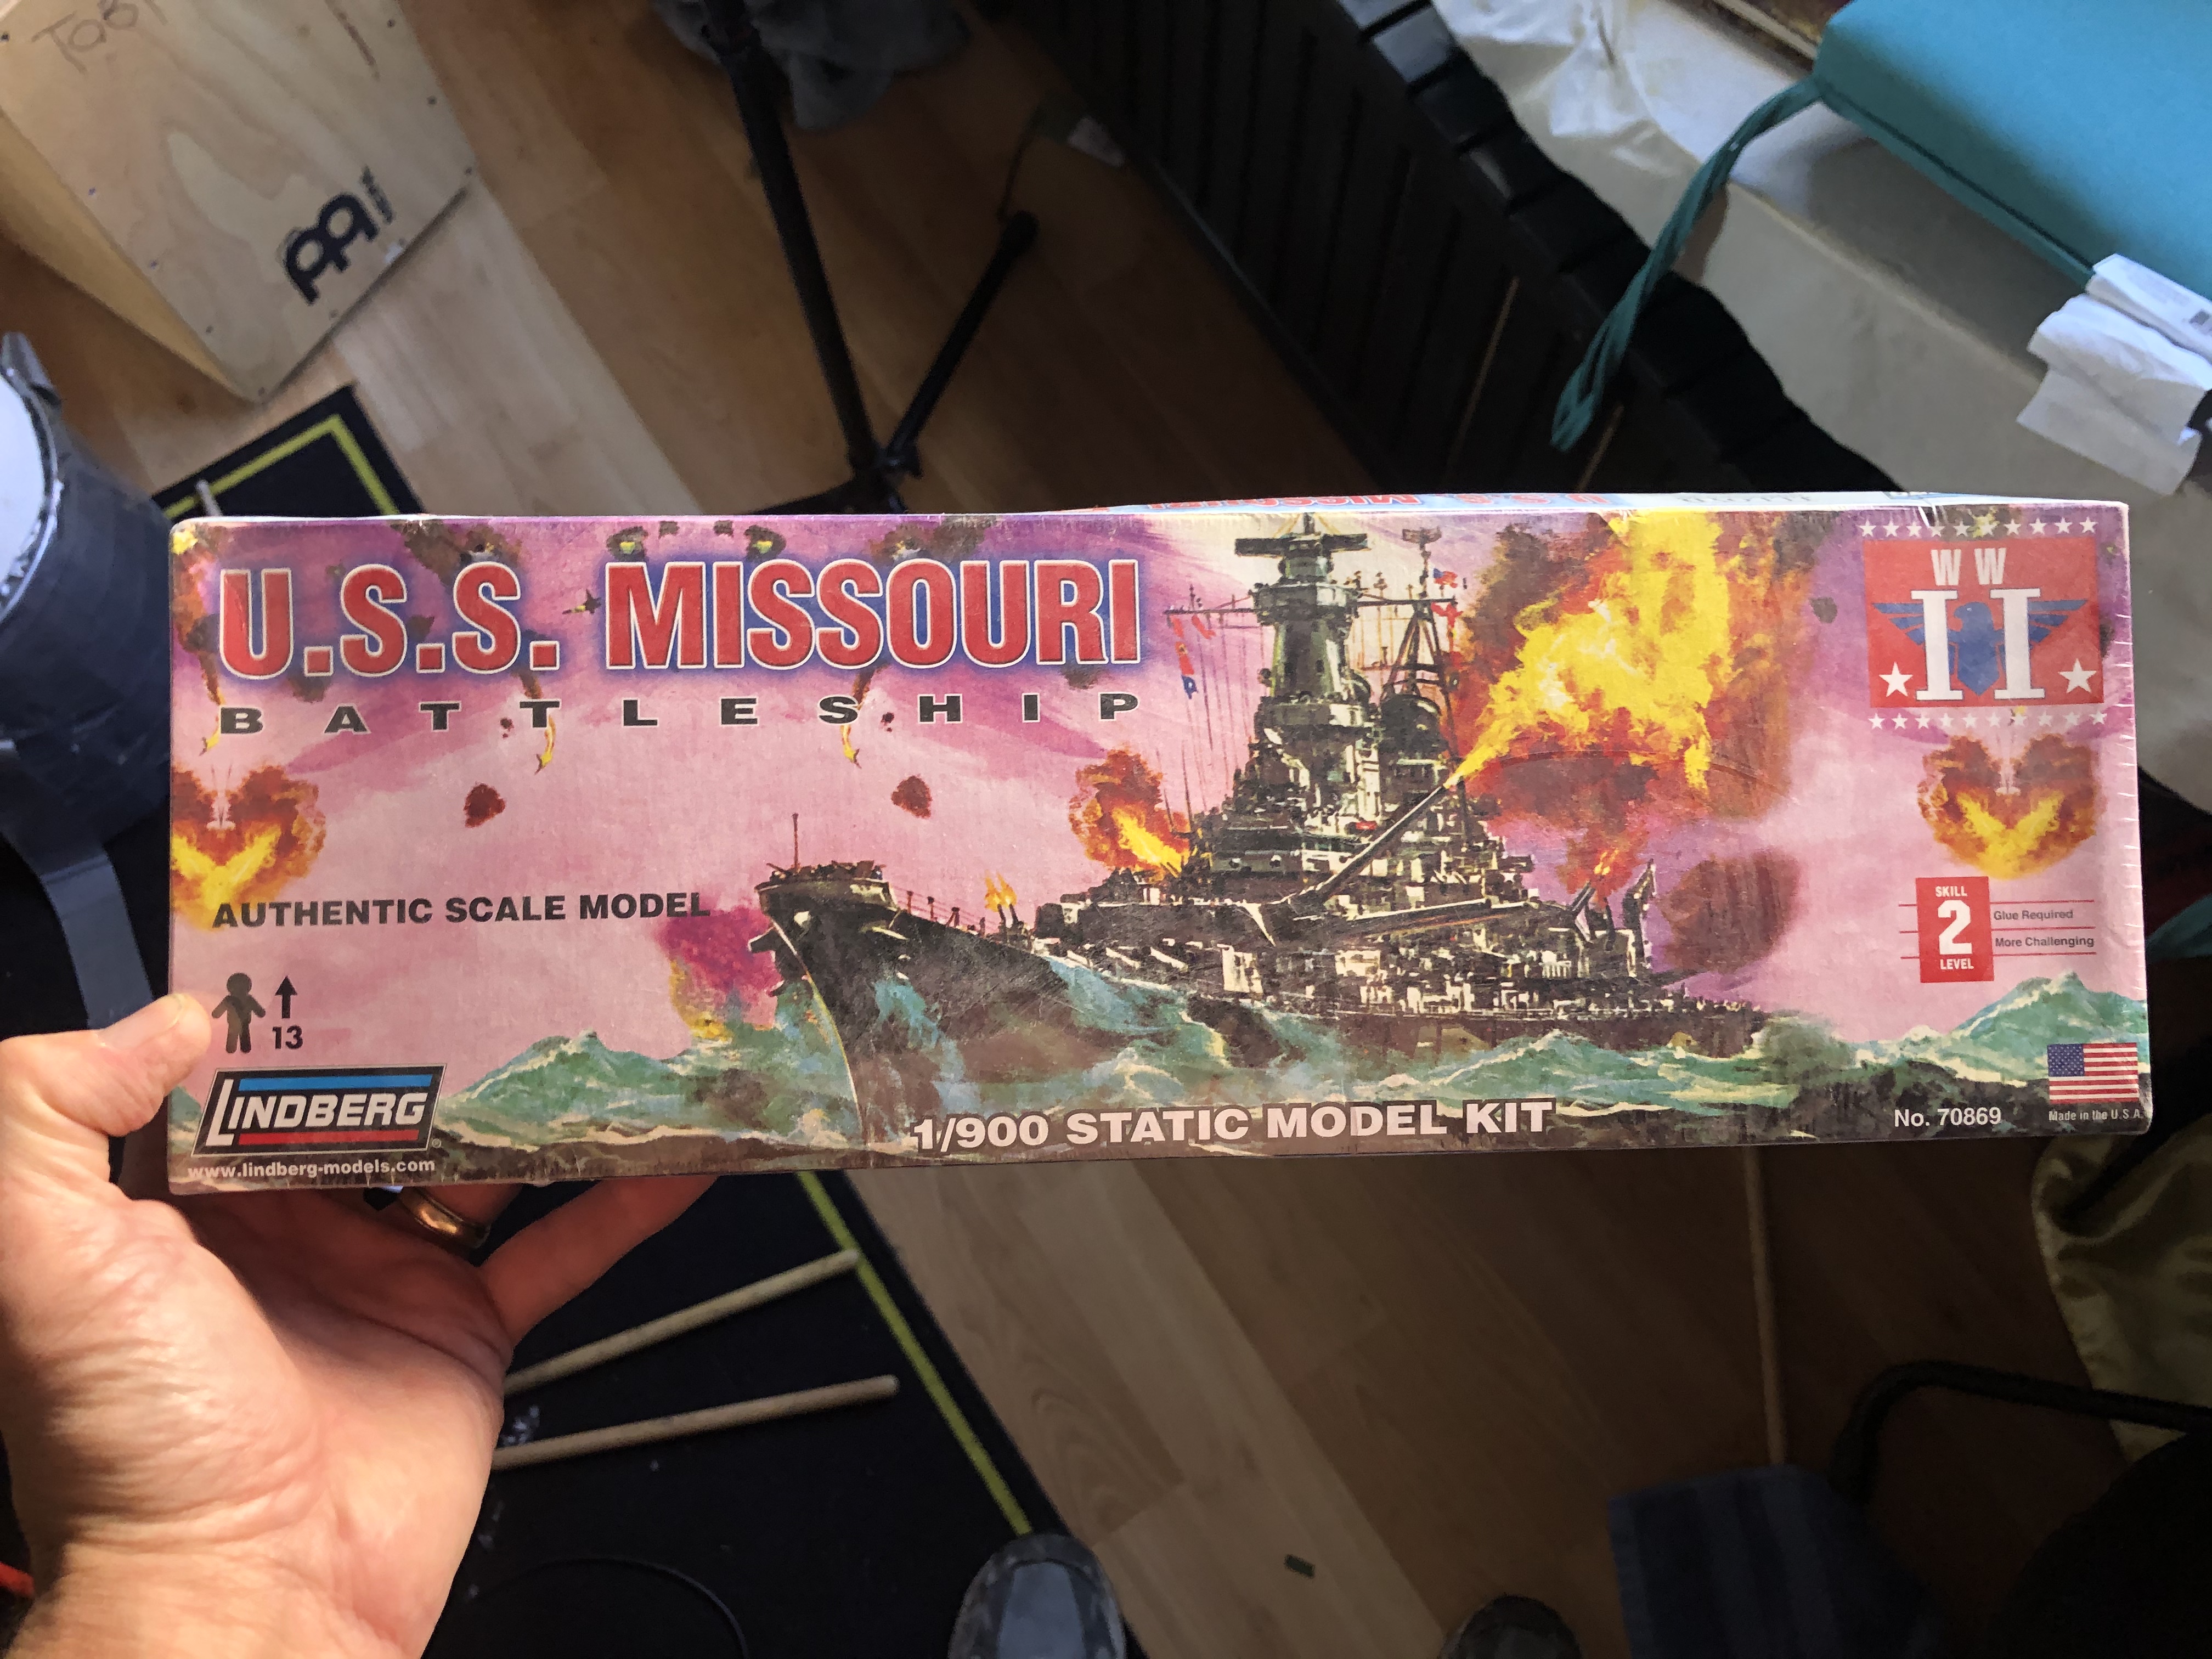 U.S.S. MISSOURI
BATTLESHIP
WW
II
AUTHENTIC SCALE MODEL
SKILL
2
LEVEL
Glue Required
More Challenging
13
LINDBERG
®
www.lindberg-models.com
1/900 STATIC MODEL KIT
No. 70869
Made in the U.S.A.
U.S.S. MISSOURI